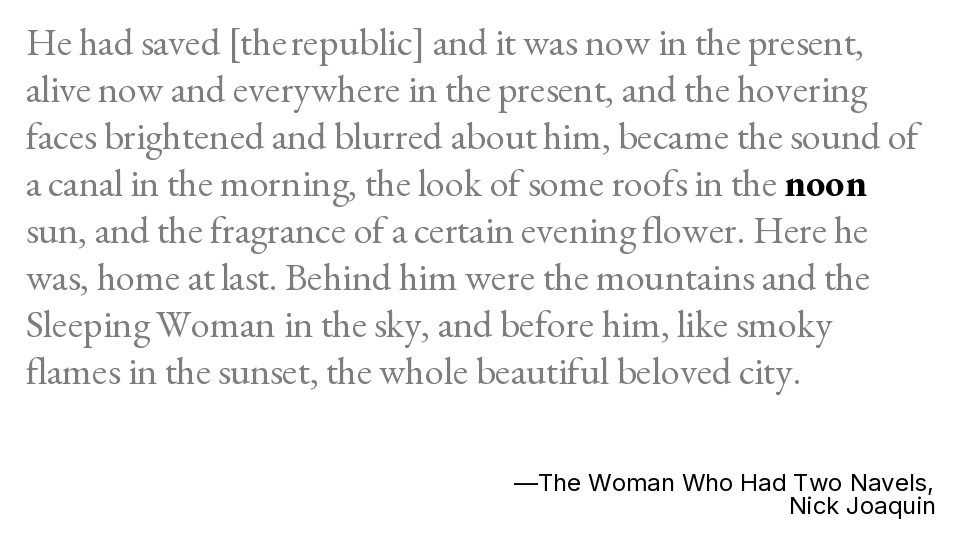 He had saved [the republic] and it was now in the present,
alive now and everywhere in the present, and the hovering
faces brightened and blurred about him, became the sound of
a canal in the morning, the look of some roofs in the noon
sun, and the fragrance of a certain evening flower. Here he
was, home at last. Behind him were the mountains and the
Sleeping Woman in the sky, and before him, like smoky
flames in the sunset, the whole beautiful beloved city.
—The Woman Who Had Two Navels,
Nick Joaquin